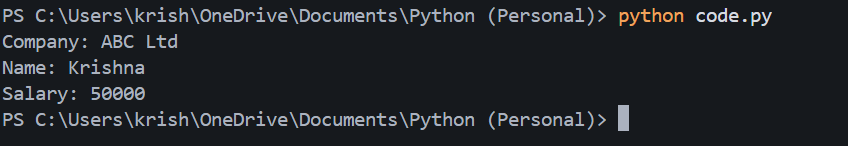 PS C:\Users\krish\OneDrive\Documents\Python (Personal)> python code.py
Company: ABC Ltd
Name: Krishna
Salary: 50000
PS C:\Users\krish\OneDrive\Documents\Python (Personal)>